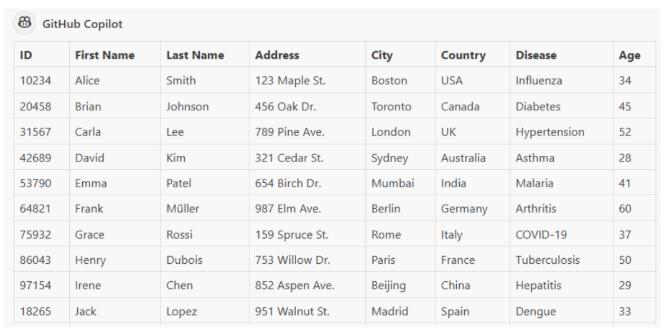 GitHub Copilot
ID First Name Last Name Address City Country Disease Age
10234 Alice Smith 123 Maple St. Boston USA Influenza 34
20458 Brian Johnson 456 Oak Dr. Toronto Canada Diabetes 45
31567 Carla Lee 789 Pine Ave. London UK Hypertension 52
42689 David Kim 321 Cedar St. Sydney Australia Asthma 28
53790 Emma Patel 654 Birch Dr. Mumbai India Malaria 41
64821 Frank Müller 987 Elm Ave. Berlin Germany Arthritis 60
75932 Grace Rossi 159 Spruce St. Rome Italy COVID-19 37
86043 Henry Dubois 753 Willow Dr. Paris France Tuberculosis 50
97154 Irene Chen 852 Aspen Ave. Beijing China Hepatitis 29
18265 Jack Lopez 951 Walnut St. Madrid Spain Dengue 33